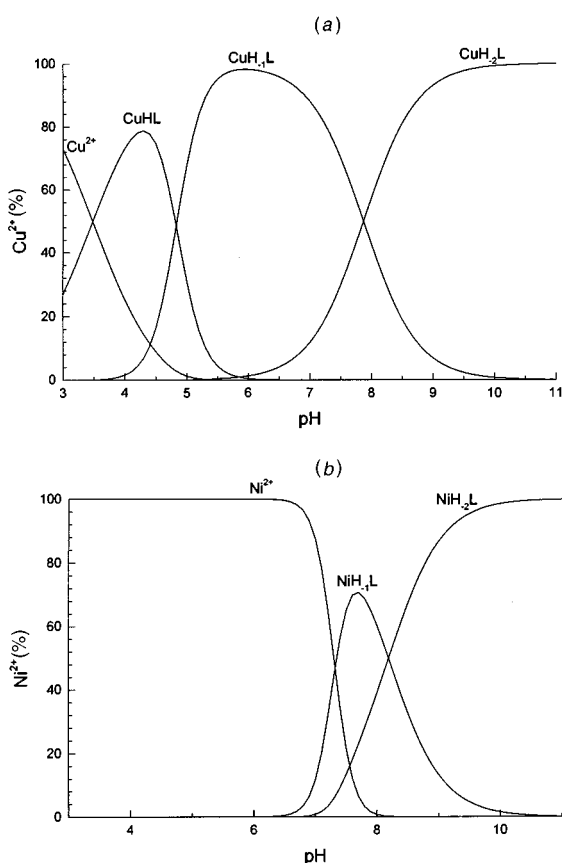 (a)
CuH₋₁L
CuH₋₂L
CuHL
Cu²⁺
100
80
60
40
20
0
Cu²⁺(%)
3 4 5 6 7 8 9 10 11
pH
(b)
Ni²⁺
NiH₋₂L
NiH₋₁L
100
80
60
40
20
0
Ni²⁺(%)
4 6 8 10
pH